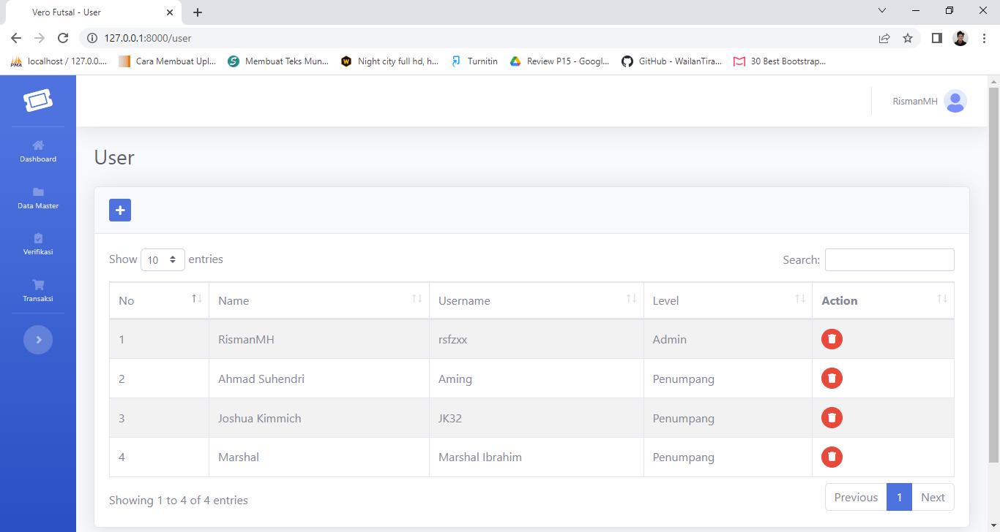 Vero Futsal - User
127.0.0.1:8000/user
PMA localhost / 127.0.0.... Cara Membuat Upl... Membuat Teks Mun... Night city full hd, h... Turnitin Review P15 - Googl... GitHub - WailanTira... 30 Best Bootstrap...
RismanMH
Dashboard
Data Master
Verifikasi
Transaksi
User
Show 10 entries Search:
No Name Username Level Action
1 RismanMH rsfzxx Admin
2 Ahmad Suhendri Aming Penumpang
3 Joshua Kimmich JK32 Penumpang
4 Marshal Marshal Ibrahim Penumpang
Showing 1 to 4 of 4 entries Previous 1 Next